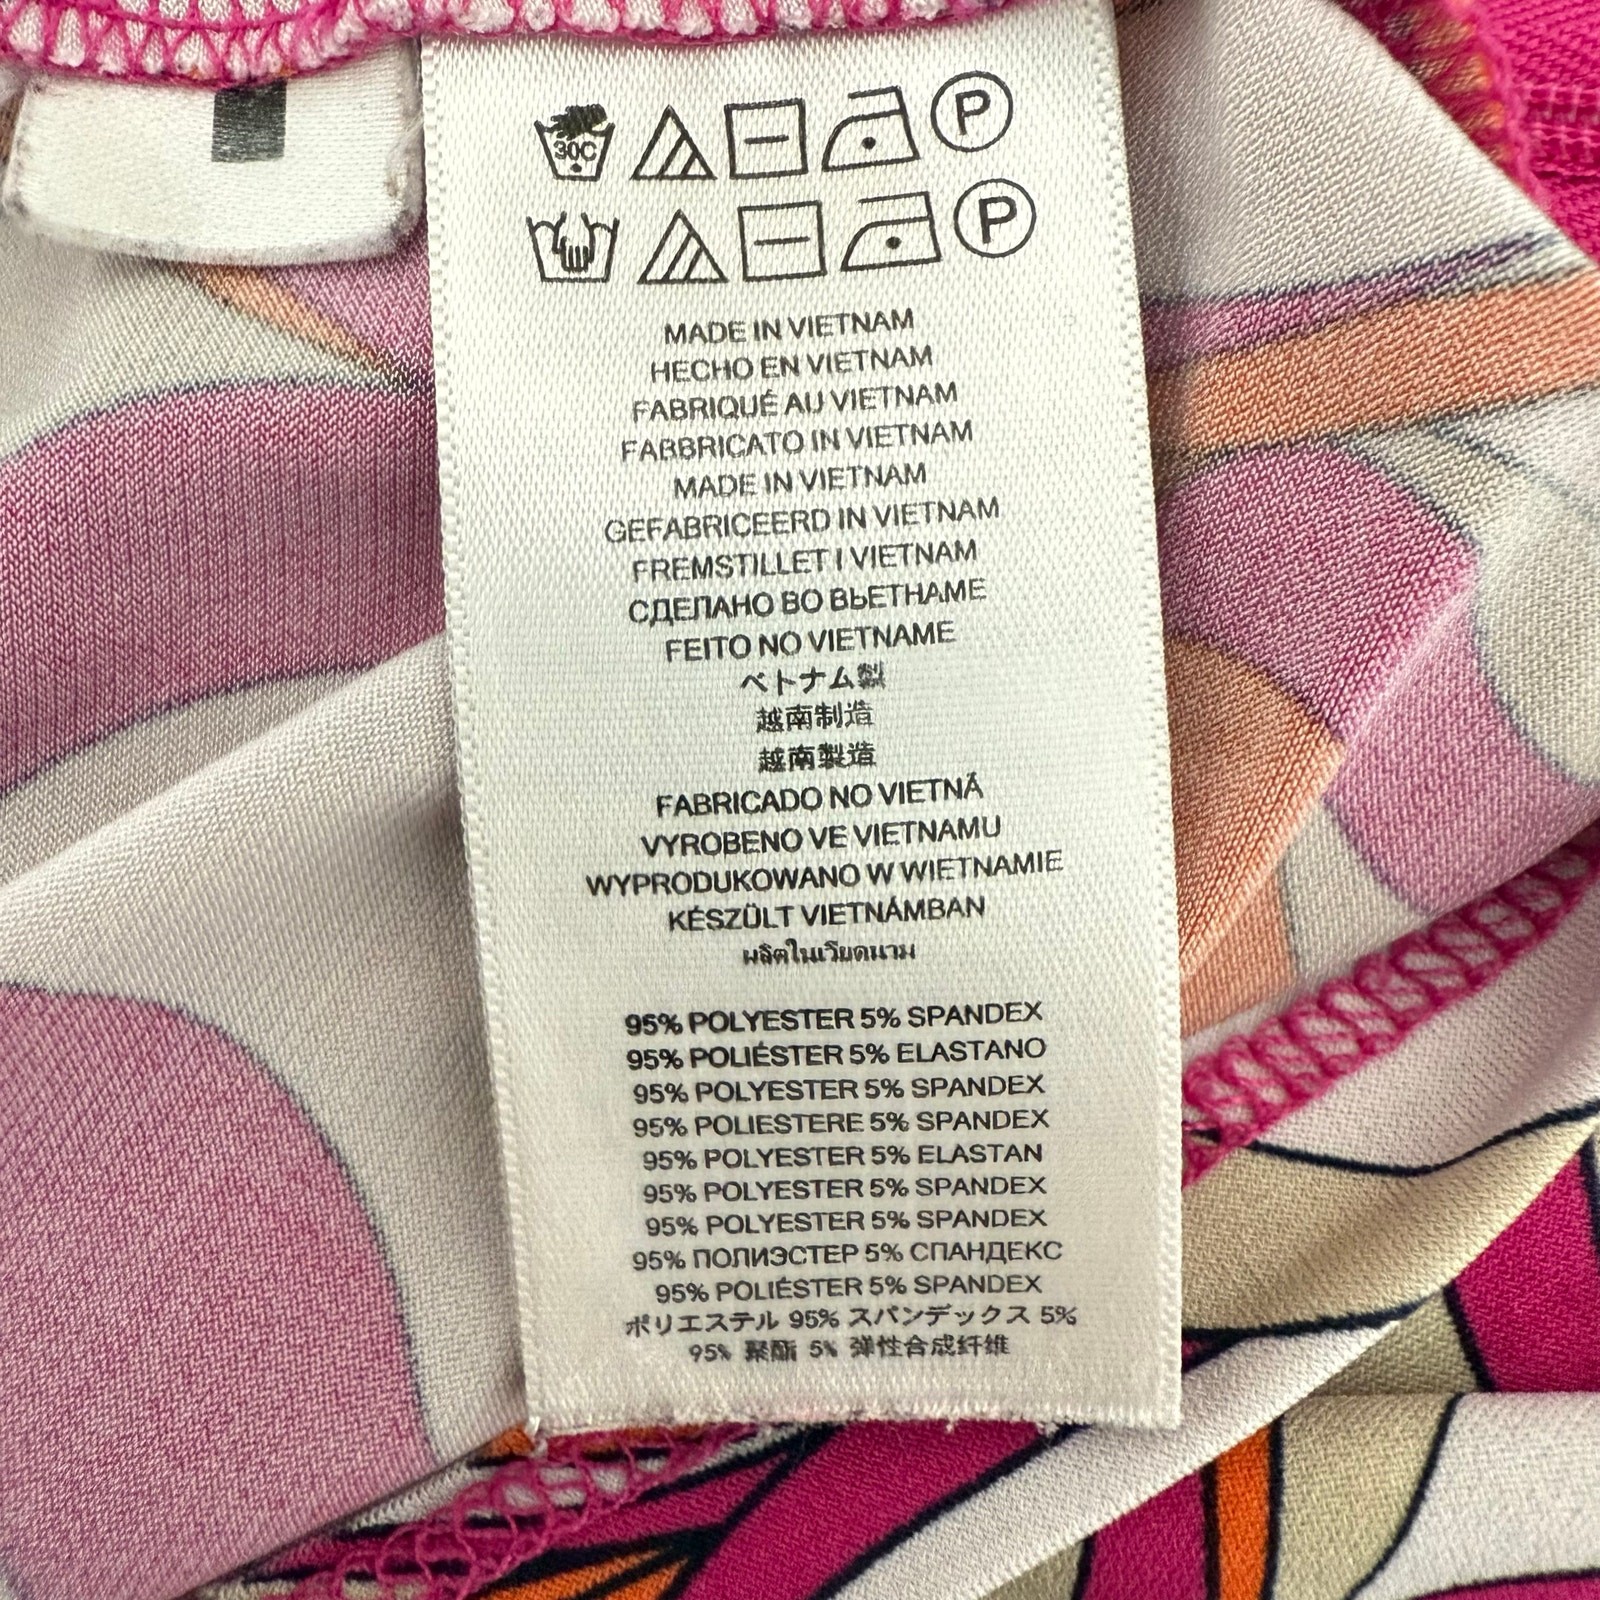 30C
P
P
MADE IN VIETNAM
HECHO EN VIETNAM
FABRIQUÉ AU VIETNAM
FABBRICATO IN VIETNAM
MADE IN VIETNAM
GEFABRICEERD IN VIETNAM
FREMSTILLET I VIETNAM
СДЕЛАНО ВО ВЬЕТНАМЕ
FEITO NO VIETNAME
ベトナム製
越南制造
越南製造
FABRICADO NO VIETNÃ
VYROBENO VE VIETNAMU
WYPRODUKOWANO W WIETNAMIE
KÉSZÜLT VIETNÁMBAN
ผลิตในเวียดนาม
95% POLYESTER 5% SPANDEX
95% POLIÉSTER 5% ELASTANO
95% POLYESTER 5% SPANDEX
95% POLIESTERE 5% SPANDEX
95% POLYESTER 5% ELASTAN
95% POLYESTER 5% SPANDEX
95% POLYESTER 5% SPANDEX
95% ПОЛИЭСТЕР 5% СПАНДЕКС
95% POLIÉSTER 5% SPANDEX
ポリエステル 95% スパンデックス 5%
95% 聚酯 5% 弹性合成纤维